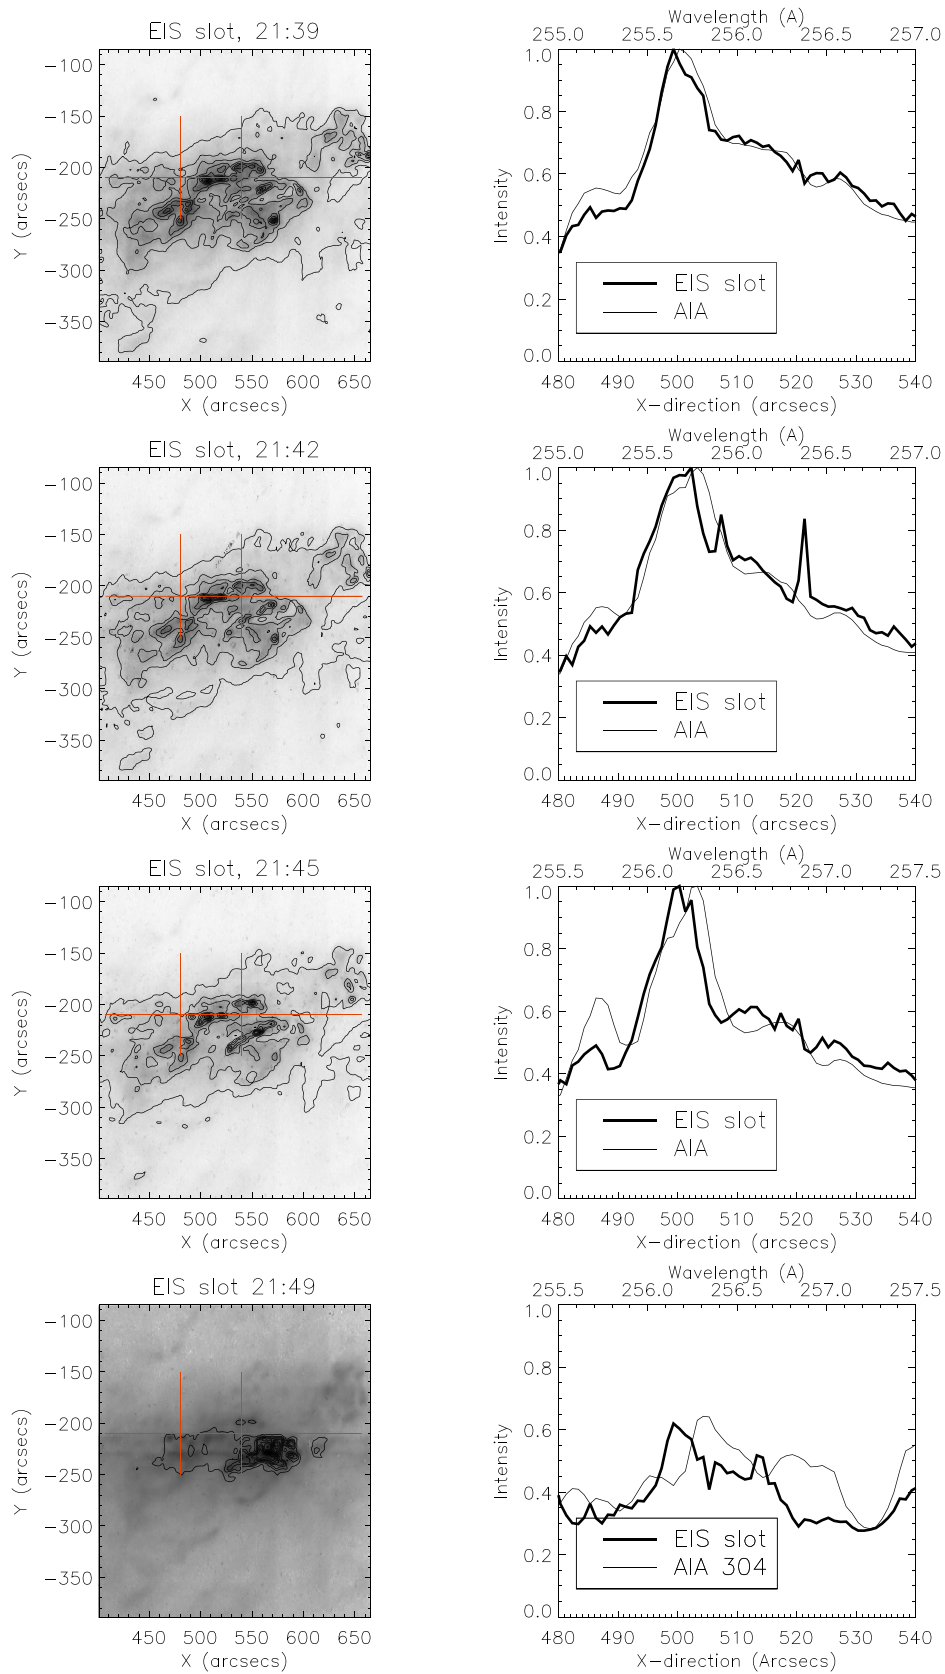 EIS slot, 21:39
-100
-150
-200
-250
-300
-350
Y (arcsecs)
450 500 550 600 650
X (arcsecs)
Wavelength (A)
255.0 255.5 256.0 256.5 257.0
1.0
0.8
0.6
0.4
0.2
0.0
Intensity
EIS slot
AIA
480 490 500 510 520 530 540
X-direction (arcsecs)
EIS slot, 21:42
-100
-150
-200
-250
-300
-350
Y (arcsecs)
450 500 550 600 650
X (arcsecs)
Wavelength (A)
255.0 255.5 256.0 256.5 257.0
1.0
0.8
0.6
0.4
0.2
0.0
Intensity
EIS slot
AIA
480 490 500 510 520 530 540
X-direction (arcsecs)
EIS slot, 21:45
-100
-150
-200
-250
-300
-350
Y (arcsecs)
450 500 550 600 650
X (arcsecs)
Wavelength (A)
255.5 256.0 256.5 257.0 257.5
1.0
0.8
0.6
0.4
0.2
0.0
Intensity
EIS slot
AIA
480 490 500 510 520 530 540
X-direction (arcsecs)
EIS slot 21:49
-100
-150
-200
-250
-300
-350
Y (arcsecs)
450 500 550 600 650
X (arcsecs)
Wavelength (A)
255.5 256.0 256.5 257.0 257.5
1.0
0.8
0.6
0.4
0.2
0.0
Intensity
EIS slot
AIA 304
480 490 500 510 520 530 540
X-direction (Arcsecs)